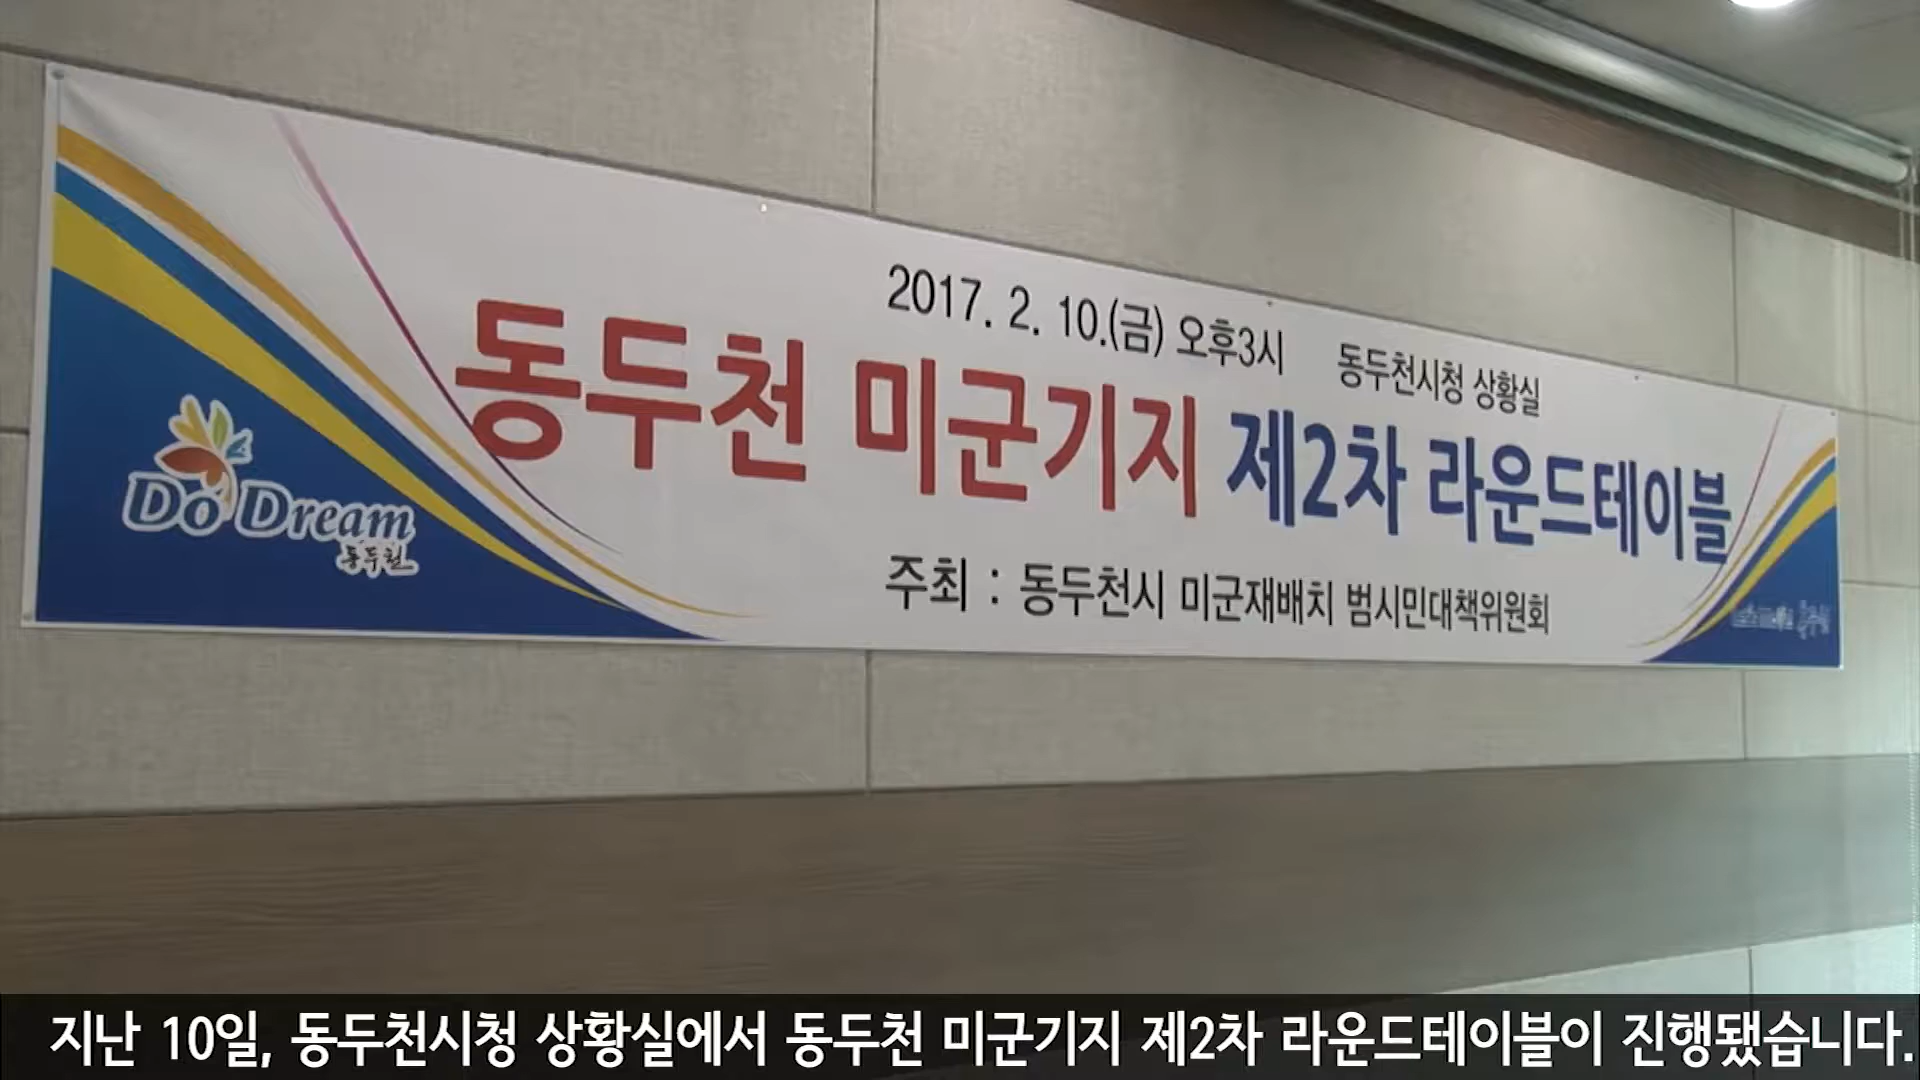 2017. 2. 10.(금) 오후3시 동두천시청 상황실
동두천 미군기지 제2차 라운드테이블
주최 : 동두천시 미군재배치 범시민대책위원회
Do Dream
동두천
지난 10일, 동두천시청 상황실에서 동두천 미군기지 제2차 라운드테이블이 진행됐습니다.